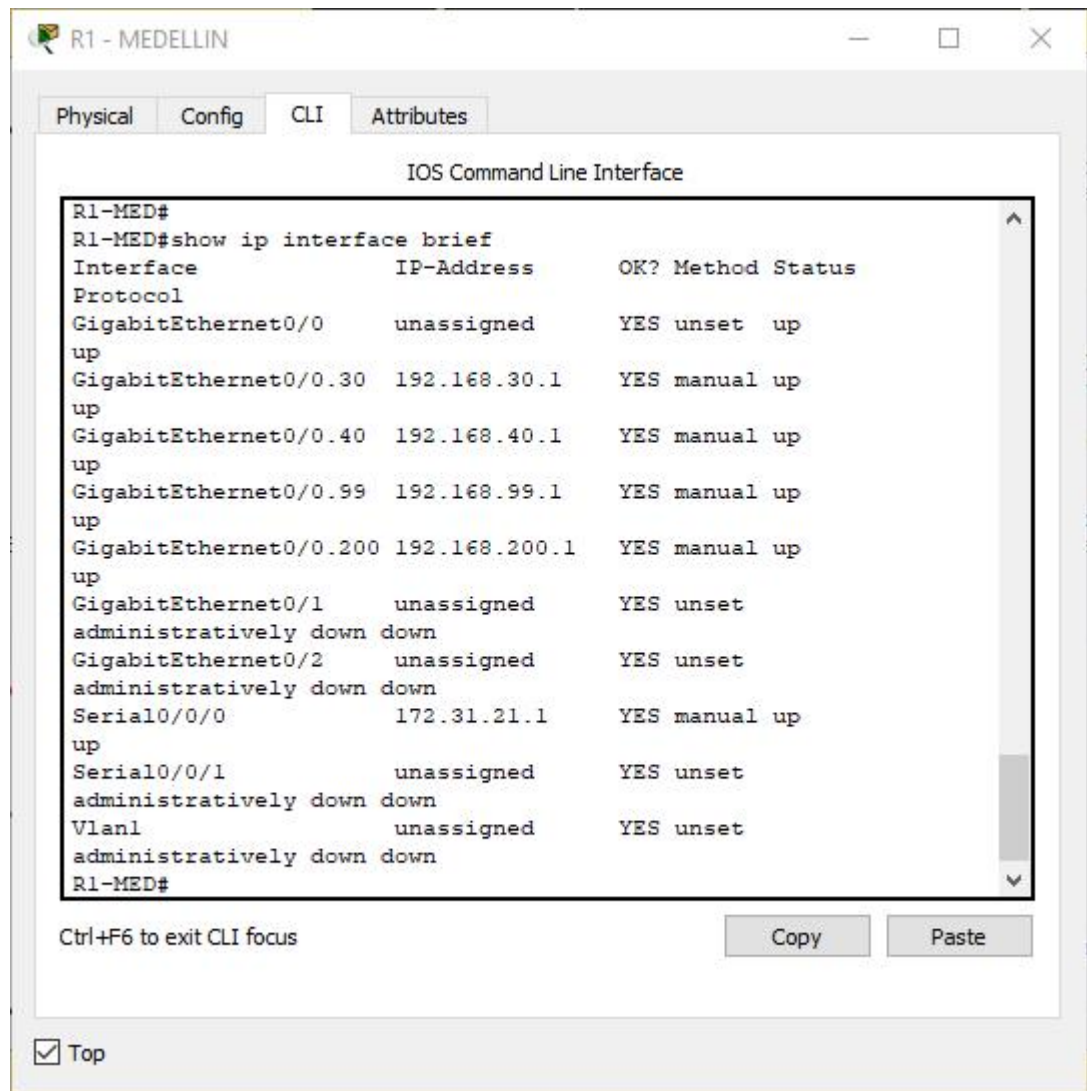 R1 - MEDELLIN
Physical Config CLI Attributes
IOS Command Line Interface
R1-MED#
R1-MED#show ip interface brief
Interface IP-Address OK? Method Status
Protocol
GigabitEthernet0/0 unassigned YES unset up
up
GigabitEthernet0/0.30 192.168.30.1 YES manual up
up
GigabitEthernet0/0.40 192.168.40.1 YES manual up
up
GigabitEthernet0/0.99 192.168.99.1 YES manual up
up
GigabitEthernet0/0.200 192.168.200.1 YES manual up
up
GigabitEthernet0/1 unassigned YES unset
administratively down down
GigabitEthernet0/2 unassigned YES unset
administratively down down
Serial0/0/0 172.31.21.1 YES manual up
up
Serial0/0/1 unassigned YES unset
administratively down down
Vlan1 unassigned YES unset
administratively down down
R1-MED#
Ctrl+F6 to exit CLI focus Copy Paste
Top